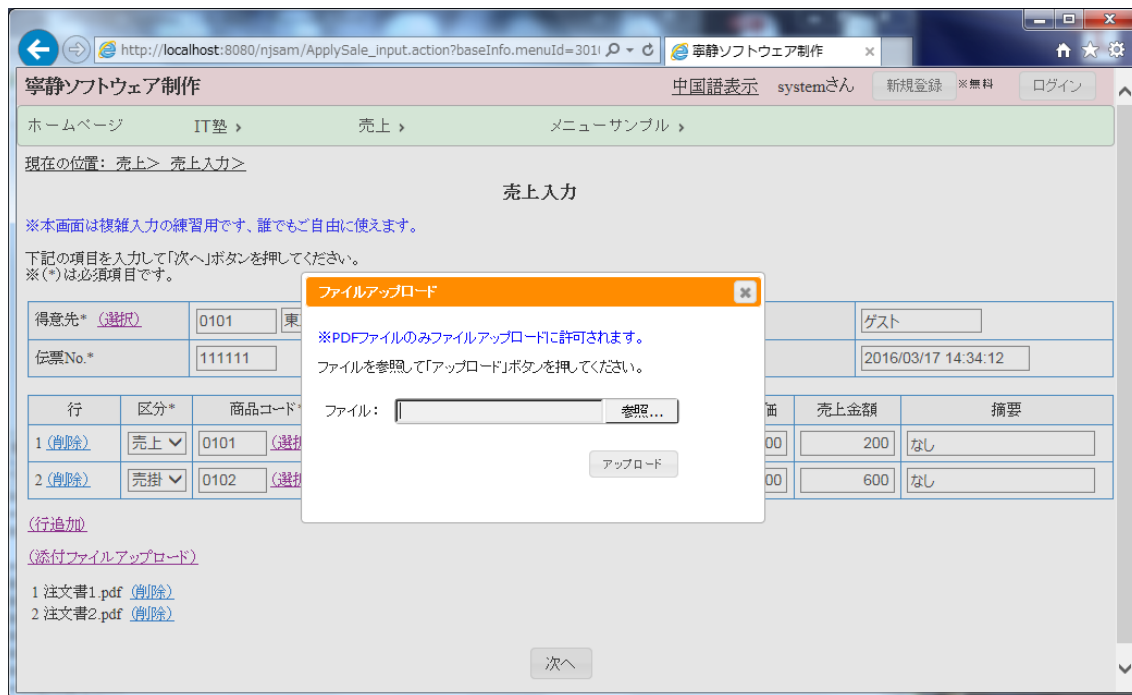 http://localhost:8080/njsam/ApplySale_input.action?baseInfo.menuId=301 寧静ソフトウェア制作
寧静ソフトウェア制作 中国語表示 systemさん 新規登録 ※無料 ログイン
ホームページ IT塾 売上 メニューサンプル
現在の位置: 売上＞ 売上入力＞
売上入力
※本画面は複雑入力の練習用です、誰でもご自由に使えます。
下記の項目を入力して「次へ」ボタンを押してください。
※(*)は必須項目です。
得意先* (選択) 0101 東 ゲスト
伝票No.* 111111 2016/03/17 14:34:12
ファイルアップロード
※PDFファイルのみファイルアップロードに許可されます。
ファイルを参照して「アップロード」ボタンを押してください。
ファイル: 参照...
アップロード
行 区分* 商品コード* 価 売上金額 摘要
1 (削除) 売上 0101 (選択 00 200 なし
2 (削除) 売掛 0102 (選択 00 600 なし
(行追加)
(添付ファイルアップロード)
1 注文書1.pdf (削除)
2 注文書2.pdf (削除)
次へ